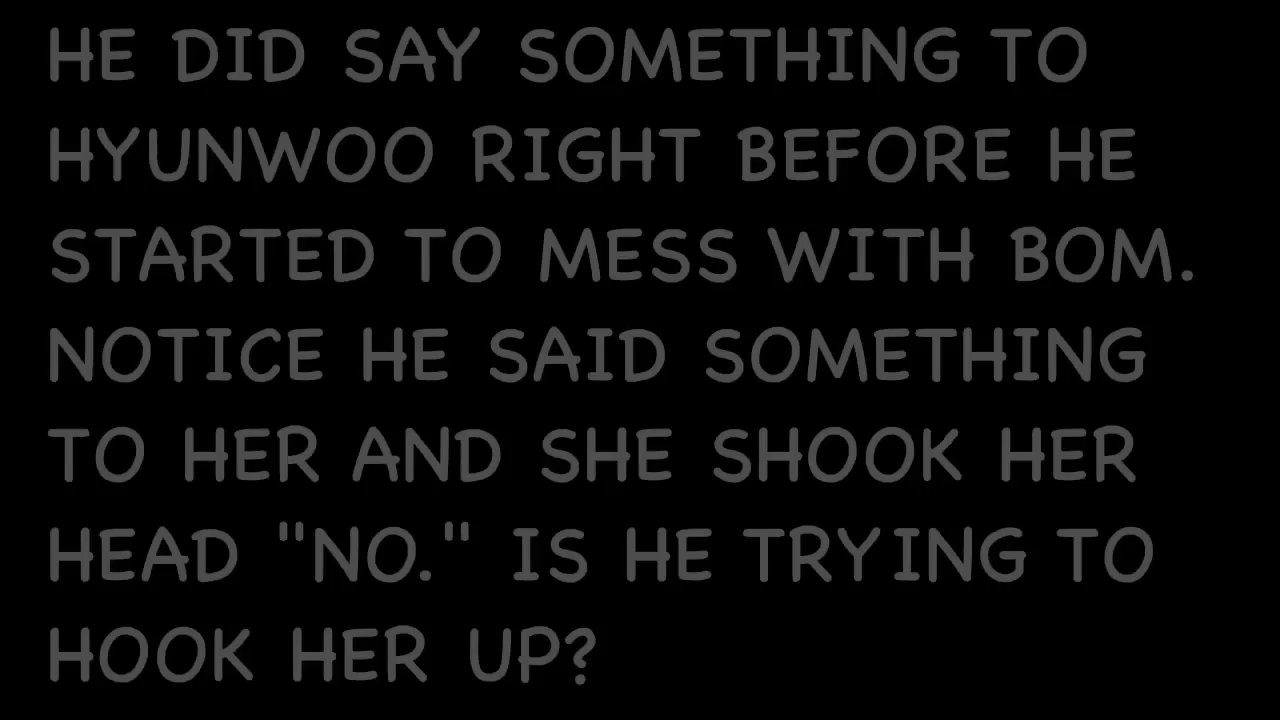 HE DID SAY SOMETHING TO
HYUNWOO RIGHT BEFORE HE
STARTED TO MESS WITH BOM.
NOTICE HE SAID SOMETHING
TO HER AND SHE SHOOK HER
HEAD "NO." IS HE TRYING TO
HOOK HER UP?